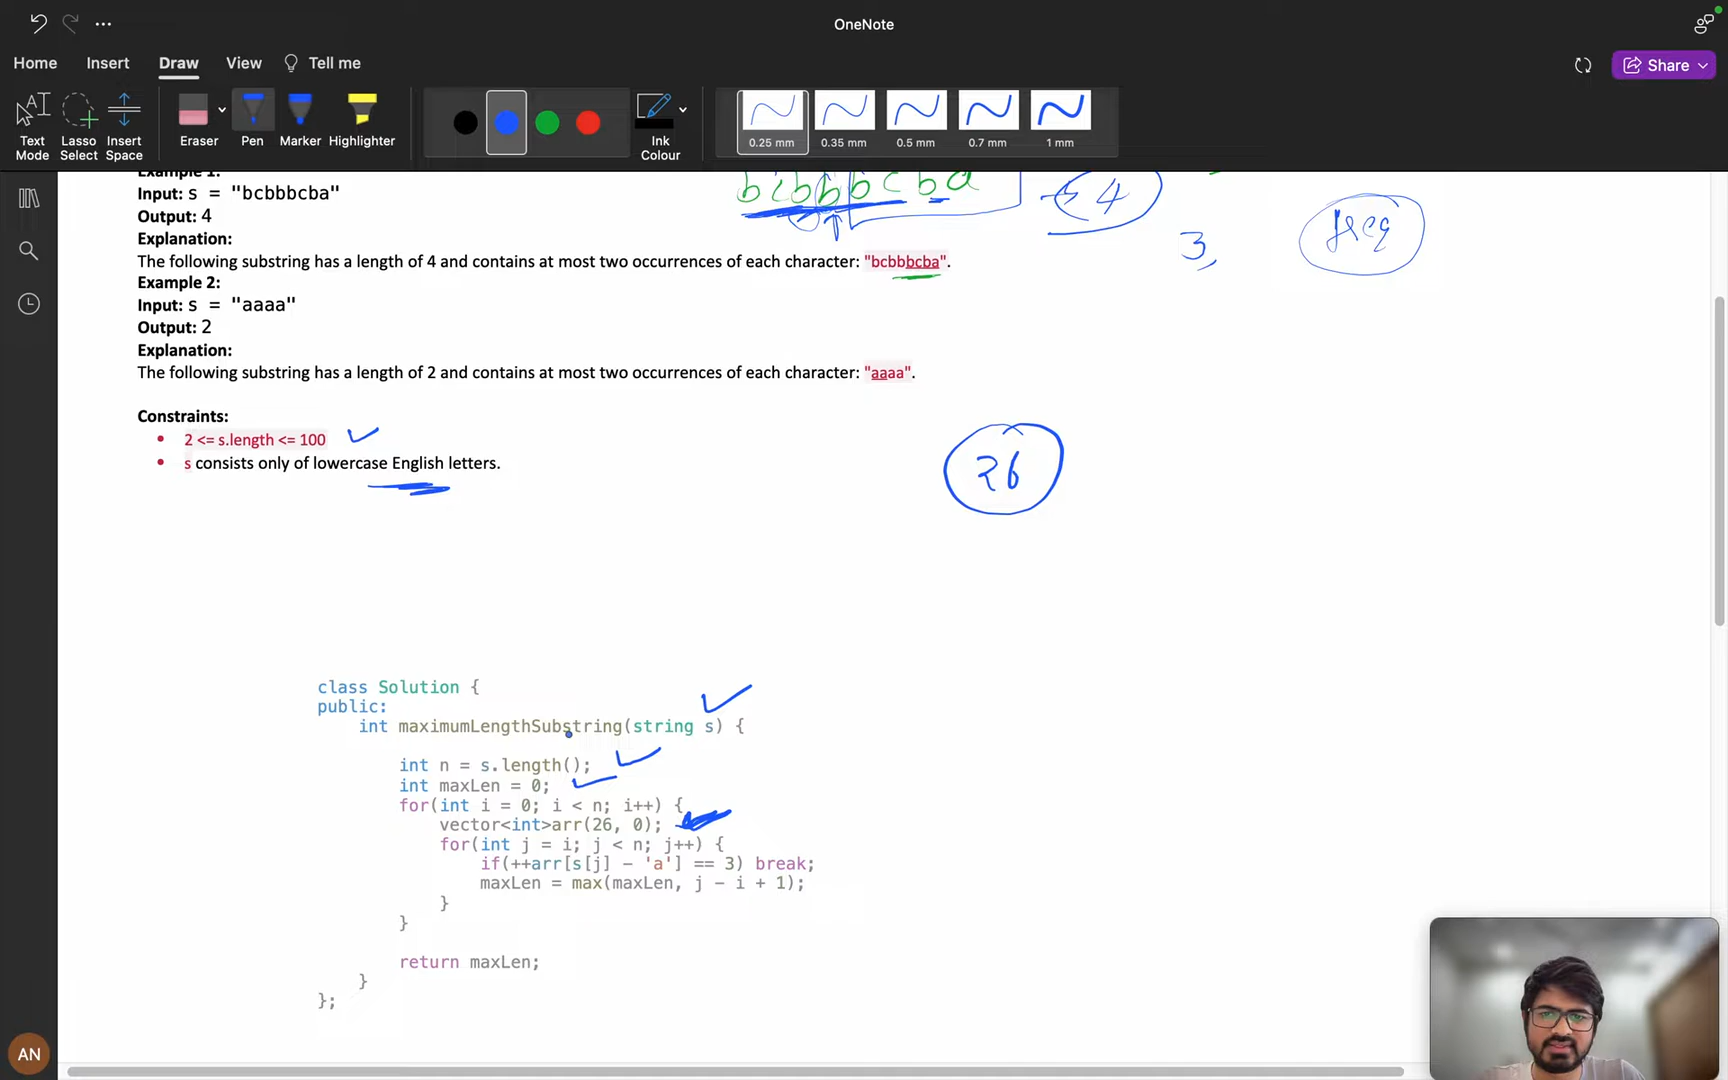 OneNote
Home Insert Draw View Tell me
Share
Text Mode
Lasso Select
Insert Space
Eraser
Pen
Marker
Highlighter
Ink Colour
0.25 mm
0.35 mm
0.5 mm
0.7 mm
1 mm
Example 1:
Input: s = "bcbbbcba"
Output: 4
Explanation:
The following substring has a length of 4 and contains at most two occurrences of each character: "bcbbbcba".
Example 2:
Input: s = "aaaa"
Output: 2
Explanation:
The following substring has a length of 2 and contains at most two occurrences of each character: "aaaa".
Constraints:
2 <= s.length <= 100
s consists only of lowercase English letters.
bcbbbcba
4
3,
freq
26
class Solution {
public:
int maximumLengthSubstring(string s) {
int n = s.length();
int maxLen = 0;
for(int i = 0; i < n; i++) {
vector<int>arr(26, 0);
for(int j = i; j < n; j++) {
if(++arr[s[j] - 'a'] == 3) break;
maxLen = max(maxLen, j - i + 1);
}
}
return maxLen;
}
};
AN